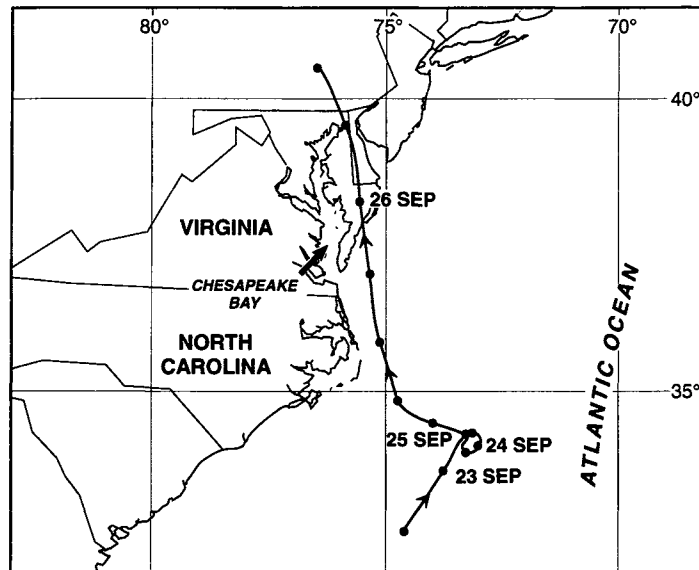 80°
75°
70°
40°
26 SEP
VIRGINIA
CHESAPEAKE
BAY
NORTH
CAROLINA
ATLANTIC OCEAN
35°
25 SEP
24 SEP
23 SEP